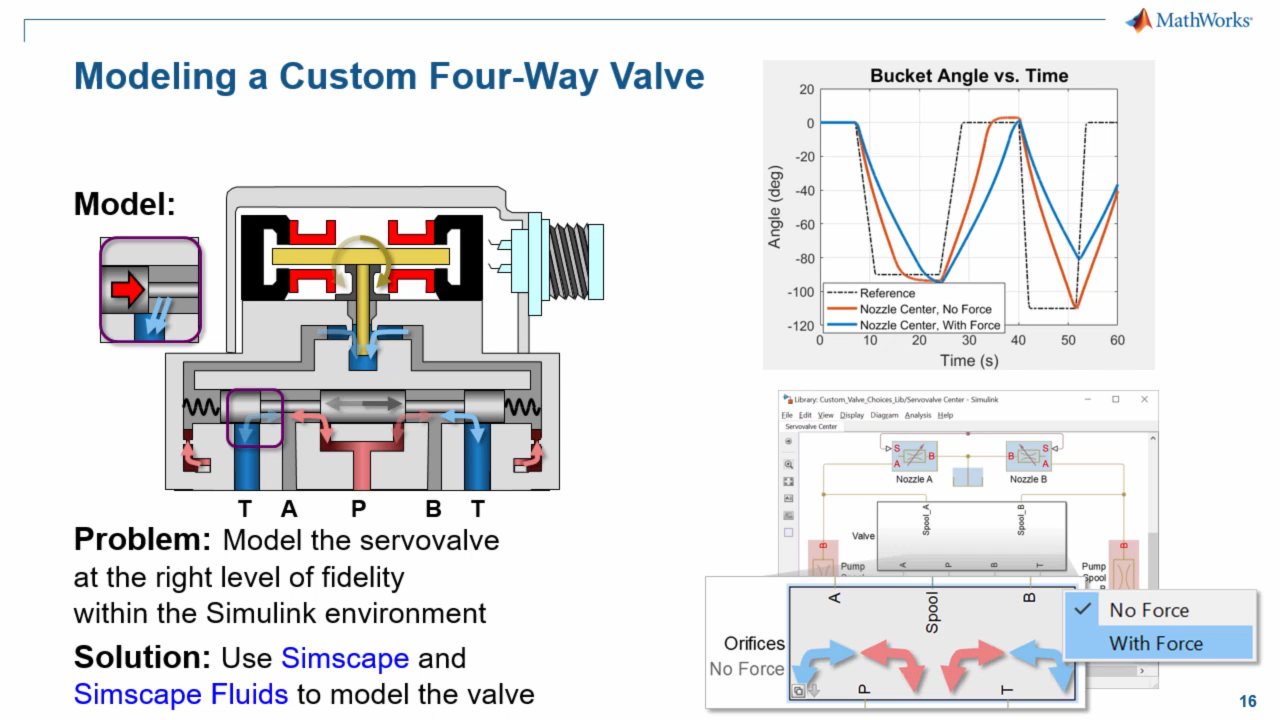 MathWorks
Modeling a Custom Four-Way Valve
Model:
T A P B T
Problem: Model the servovalve
at the right level of fidelity
within the Simulink environment
Solution: Use Simscape and
Simscape Fluids to model the valve
Bucket Angle vs. Time
20
0
-20
-40
-60
-80
-100
-120
Angle (deg)
Reference
Nozzle Center, No Force
Nozzle Center, With Force
0 10 20 30 40 50 60
Time (s)
Library: Custom_Valve_Choices_Lib/Servovalve Center - Simulink
File Edit View Display Diagram Analysis Help
Servovalve Center
S
B
A
Nozzle A
S
B
A
Nozzle B
Spool_A
Spool_B
Valve
A P B T
B
Pump
B
Pump
Spool
A
Spool
B
Orifices
No Force
P
T
No Force
With Force
16